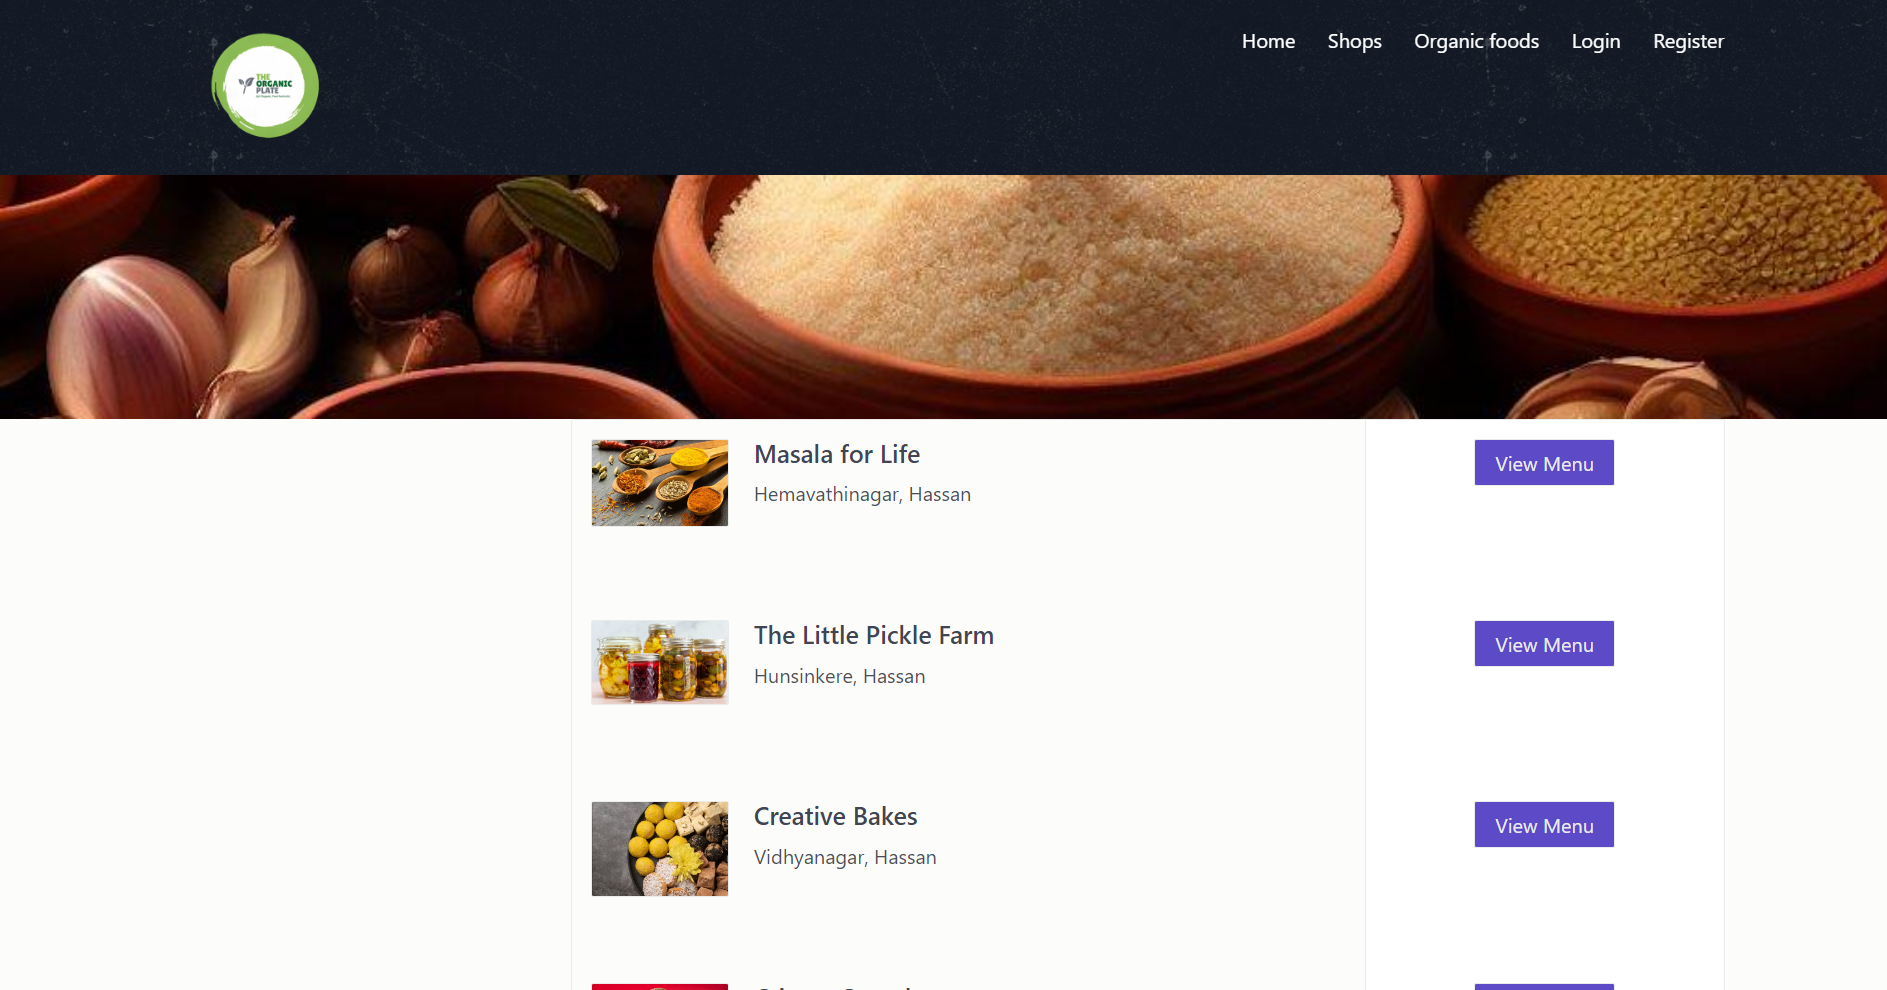 Home Shops Organic foods Login Register
THE
ORGANIC
PLATE
Masala for Life
Hemavathinagar, Hassan
View Menu
The Little Pickle Farm
Hunsinkere, Hassan
View Menu
Creative Bakes
Vidhyanagar, Hassan
View Menu